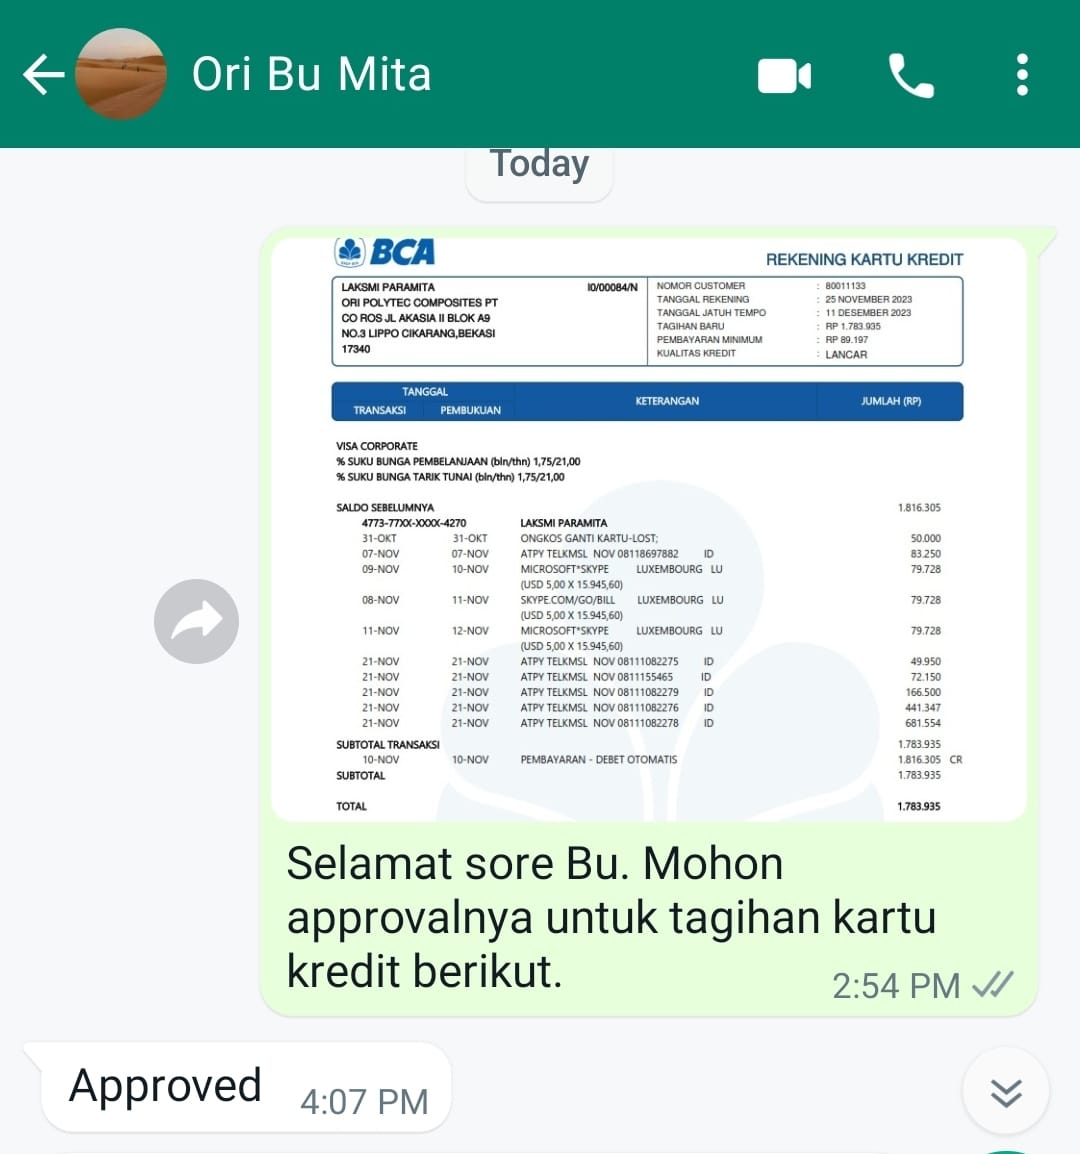 Ori Bu Mita
Today
BCA
REKENING KARTU KREDIT
LAKSMI PARAMITA I0/00084/N
ORI POLYTEC COMPOSITES PT
CO ROS JL AKASIA II BLOK A9
NO.3 LIPPO CIKARANG,BEKASI
17340
NOMOR CUSTOMER : 80011133
TANGGAL REKENING : 25 NOVEMBER 2023
TANGGAL JATUH TEMPO : 11 DESEMBER 2023
TAGIHAN BARU : RP 1.783.935
PEMBAYARAN MINIMUM : RP 89.197
KUALITAS KREDIT : LANCAR
TANGGAL
TRANSAKSI PEMBUKUAN KETERANGAN JUMLAH (RP)
VISA CORPORATE
% SUKU BUNGA PEMBELANJAAN (bln/thn) 1,75/21,00
% SUKU BUNGA TARIK TUNAI (bln/thn) 1,75/21,00
SALDO SEBELUMNYA 1.816.305
4773-77XX-XXXX-4270 LAKSMI PARAMITA
31-OKT 31-OKT ONGKOS GANTI KARTU-LOST; 50.000
07-NOV 07-NOV ATPY TELKMSL NOV 08118697882 ID 83.250
09-NOV 10-NOV MICROSOFT*SKYPE LUXEMBOURG LU 79.728
(USD 5,00 X 15.945,60)
08-NOV 11-NOV SKYPE.COM/GO/BILL LUXEMBOURG LU 79.728
(USD 5,00 X 15.945,60)
11-NOV 12-NOV MICROSOFT*SKYPE LUXEMBOURG LU 79.728
(USD 5,00 X 15.945,60)
21-NOV 21-NOV ATPY TELKMSL NOV 08111082275 ID 49.950
21-NOV 21-NOV ATPY TELKMSL NOV 0811155465 ID 72.150
21-NOV 21-NOV ATPY TELKMSL NOV 08111082279 ID 166.500
21-NOV 21-NOV ATPY TELKMSL NOV 08111082276 ID 441.347
21-NOV 21-NOV ATPY TELKMSL NOV 08111082278 ID 681.554
SUBTOTAL TRANSAKSI 1.783.935
10-NOV 10-NOV PEMBAYARAN - DEBET OTOMATIS 1.816.305 CR
SUBTOTAL 1.783.935
TOTAL 1.783.935
Selamat sore Bu. Mohon
approvalnya untuk tagihan kartu
kredit berikut.
2:54 PM
Approved 4:07 PM